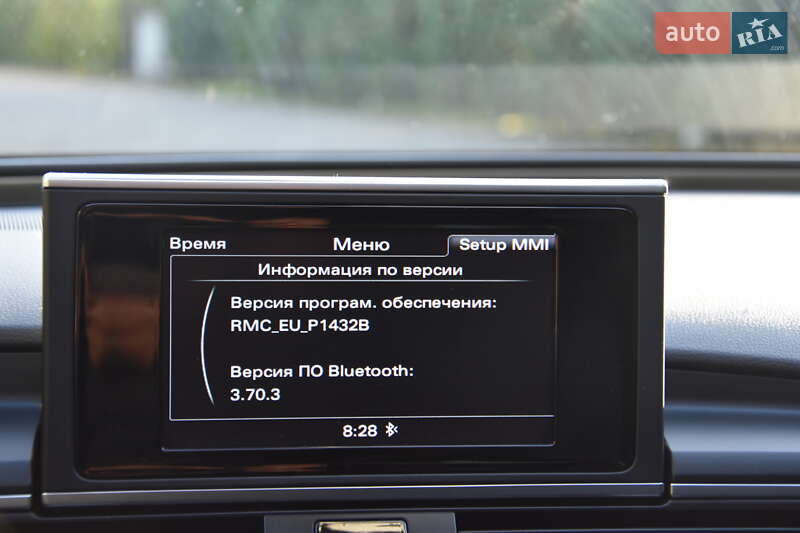 auto RIA .com
Время Меню Setup MMI
Информация по версии
Версия програм. обеспечения:
RMC_EU_P1432B
Версия ПО Bluetooth:
3.70.3
8:28